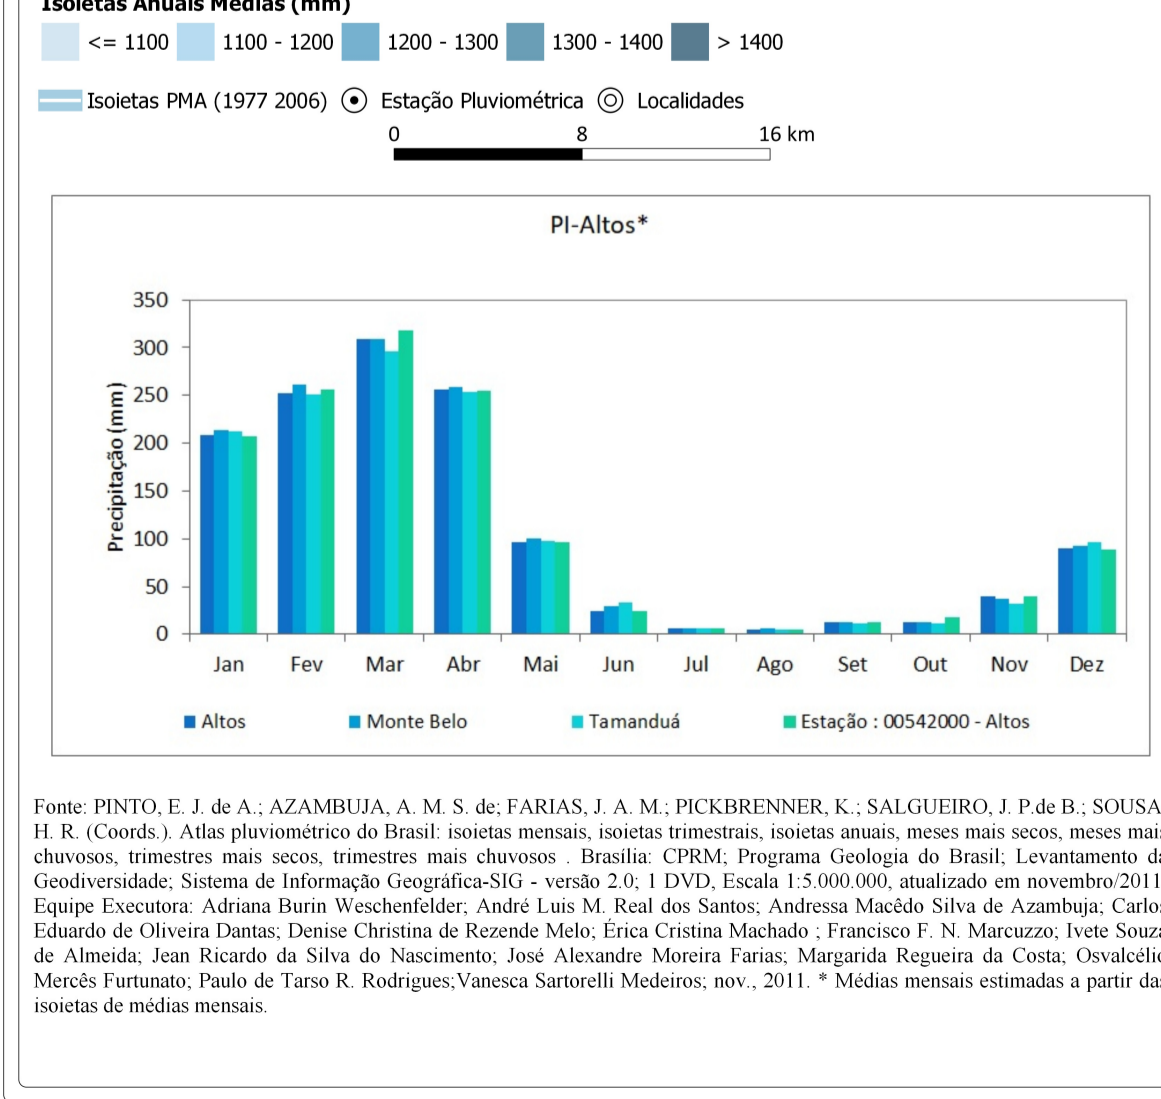 Isoietas Anuais Médias (mm)
<= 1100 1100 - 1200 1200 - 1300 1300 - 1400 > 1400
Isoietas PMA (1977 2006) Estação Pluviométrica Localidades
0 8 16 km
PI-Altos*
350
300
250
200
150
100
50
0
Precipitação (mm)
Jan Fev Mar Abr Mai Jun Jul Ago Set Out Nov Dez
Altos Monte Belo Tamanduá Estação : 00542000 - Altos
Fonte: PINTO, E. J. de A.; AZAMBUJA, A. M. S. de; FARIAS, J. A. M.; PICKBRENNER, K.; SALGUEIRO, J. P.de B.; SOUSA
H. R. (Coords.). Atlas pluviométrico do Brasil: isoietas mensais, isoietas trimestrais, isoietas anuais, meses mais secos, meses mais
chuvosos, trimestres mais secos, trimestres mais chuvosos . Brasília: CPRM; Programa Geologia do Brasil; Levantamento da
Geodiversidade; Sistema de Informação Geográfica-SIG - versão 2.0; 1 DVD, Escala 1:5.000.000, atualizado em novembro/2011
Equipe Executora: Adriana Burin Weschenfelder; André Luis M. Real dos Santos; Andressa Macêdo Silva de Azambuja; Carlos
Eduardo de Oliveira Dantas; Denise Christina de Rezende Melo; Érica Cristina Machado ; Francisco F. N. Marcuzzo; Ivete Souza
de Almeida; Jean Ricardo da Silva do Nascimento; José Alexandre Moreira Farias; Margarida Regueira da Costa; Osvalcélio
Mercês Furtunato; Paulo de Tarso R. Rodrigues;Vanesca Sartorelli Medeiros; nov., 2011. * Médias mensais estimadas a partir das
isoietas de médias mensais.